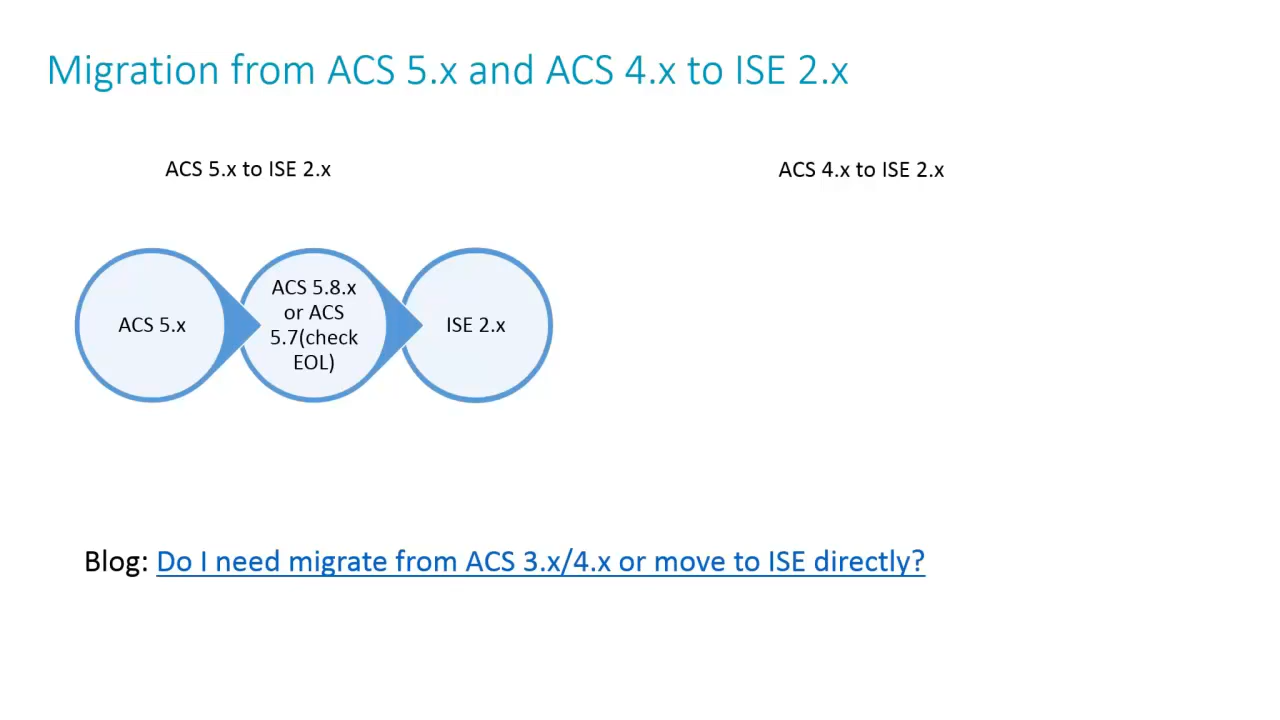 Migration from ACS 5.x and ACS 4.x to ISE 2.x
ACS 5.x to ISE 2.x
ACS 4.x to ISE 2.x
ACS 5.x
ACS 5.8.x
or ACS
5.7(check
EOL)
ISE 2.x
Blog: Do I need migrate from ACS 3.x/4.x or move to ISE directly?